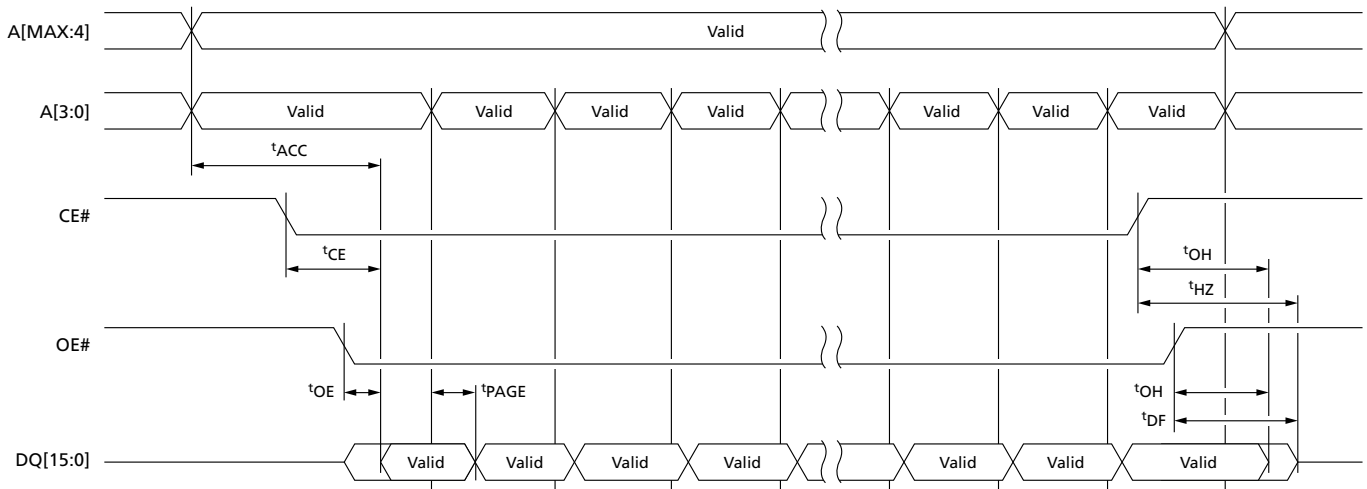 A[MAX:4] Valid
A[3:0] Valid Valid Valid Valid Valid Valid Valid
tACC
CE#
tCE tOH
tHZ
OE#
tOE tPAGE tOH
tDF
DQ[15:0] Valid Valid Valid Valid Valid Valid Valid